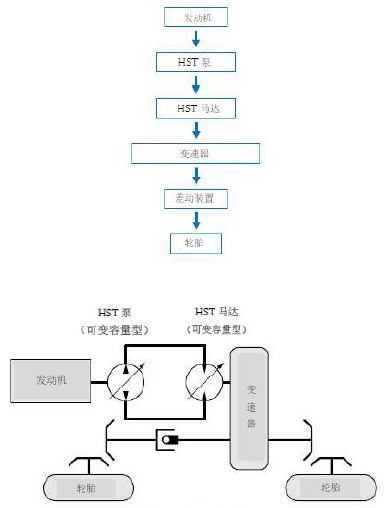 发动机
HST 泵
HST 马达
变速器
差动装置
轮胎
HST 泵
（可变容量型）
HST 马达
（可变容量型）
发动机
变
速
器
轮胎
轮胎